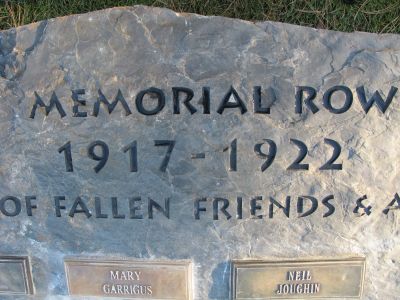 MEMORIAL ROW
1917 - 1922
OF FALLEN FRIENDS & A
MARY
GARRIGUS
NEIL
JOUGHIN